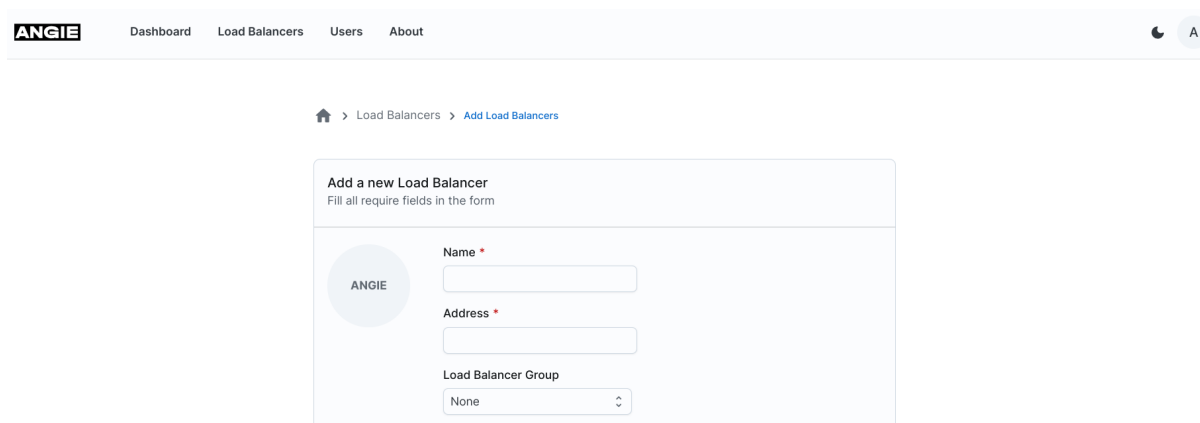 ANGIE Dashboard Load Balancers Users About A
Load Balancers > Add Load Balancers
Add a new Load Balancer
Fill all require fields in the form
ANGIE
Name *
Address *
Load Balancer Group
None